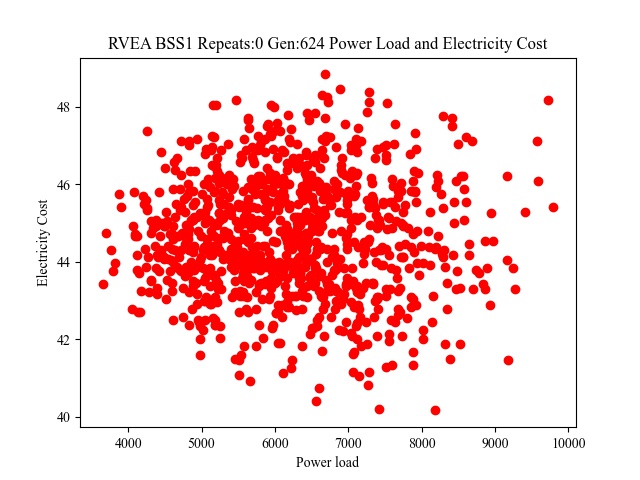 RVEA BSS1 Repeats:0 Gen:624 Power Load and Electricity Cost
48
46
44
42
40
Electricity Cost
4000 5000 6000 7000 8000 9000 10000
Power load